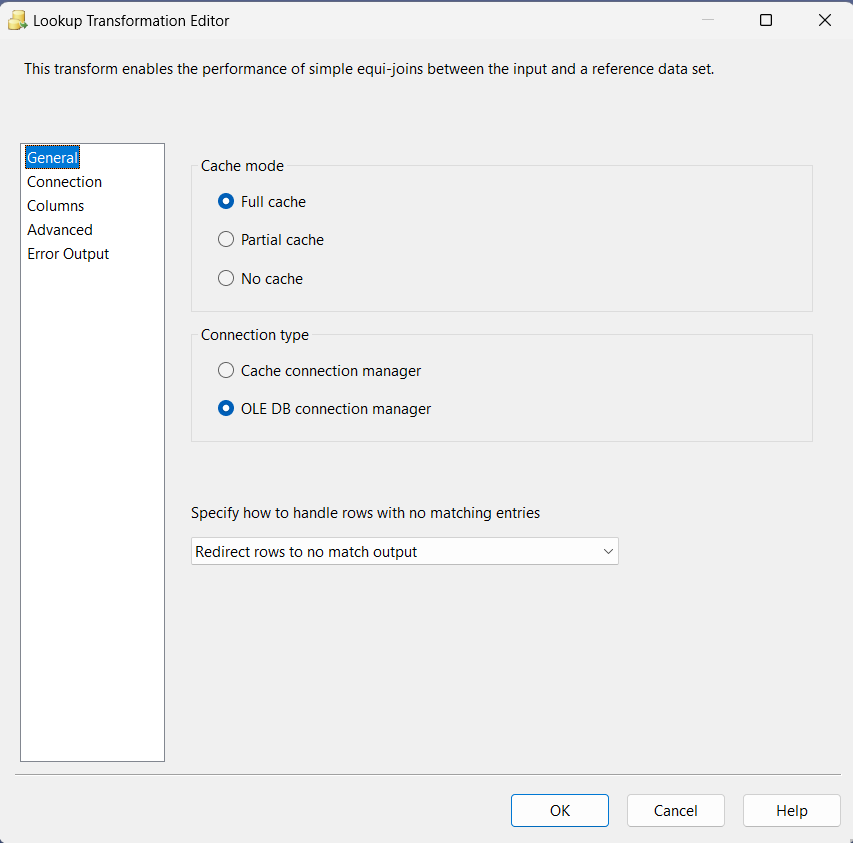 Lookup Transformation Editor
This transform enables the performance of simple equi-joins between the input and a reference data set.
General
Connection
Columns
Advanced
Error Output
Cache mode
Full cache
Partial cache
No cache
Connection type
Cache connection manager
OLE DB connection manager
Specify how to handle rows with no matching entries
Redirect rows to no match output
OK
Cancel
Help